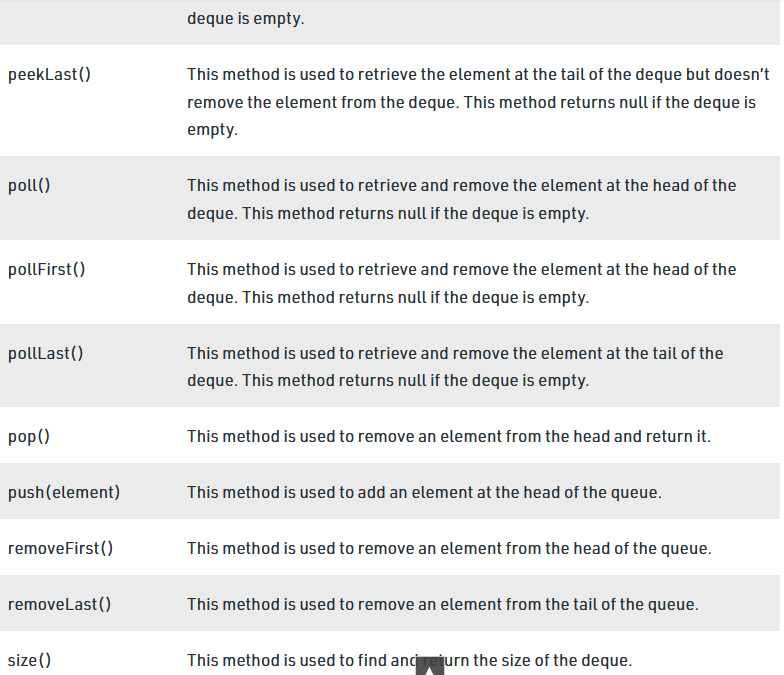 deque is empty.
peekLast()
This method is used to retrieve the element at the tail of the deque but doesn't
remove the element from the deque. This method returns null if the deque is
empty.
poll()
This method is used to retrieve and remove the element at the head of the
deque. This method returns null if the deque is empty.
pollFirst()
This method is used to retrieve and remove the element at the head of the
deque. This method returns null if the deque is empty.
pollLast()
This method is used to retrieve and remove the element at the tail of the
deque. This method returns null if the deque is empty.
pop()
This method is used to remove an element from the head and return it.
push(element)
This method is used to add an element at the head of the queue.
removeFirst()
This method is used to remove an element from the head of the queue.
removeLast()
This method is used to remove an element from the tail of the queue.
size()
This method is used to find and return the size of the deque.